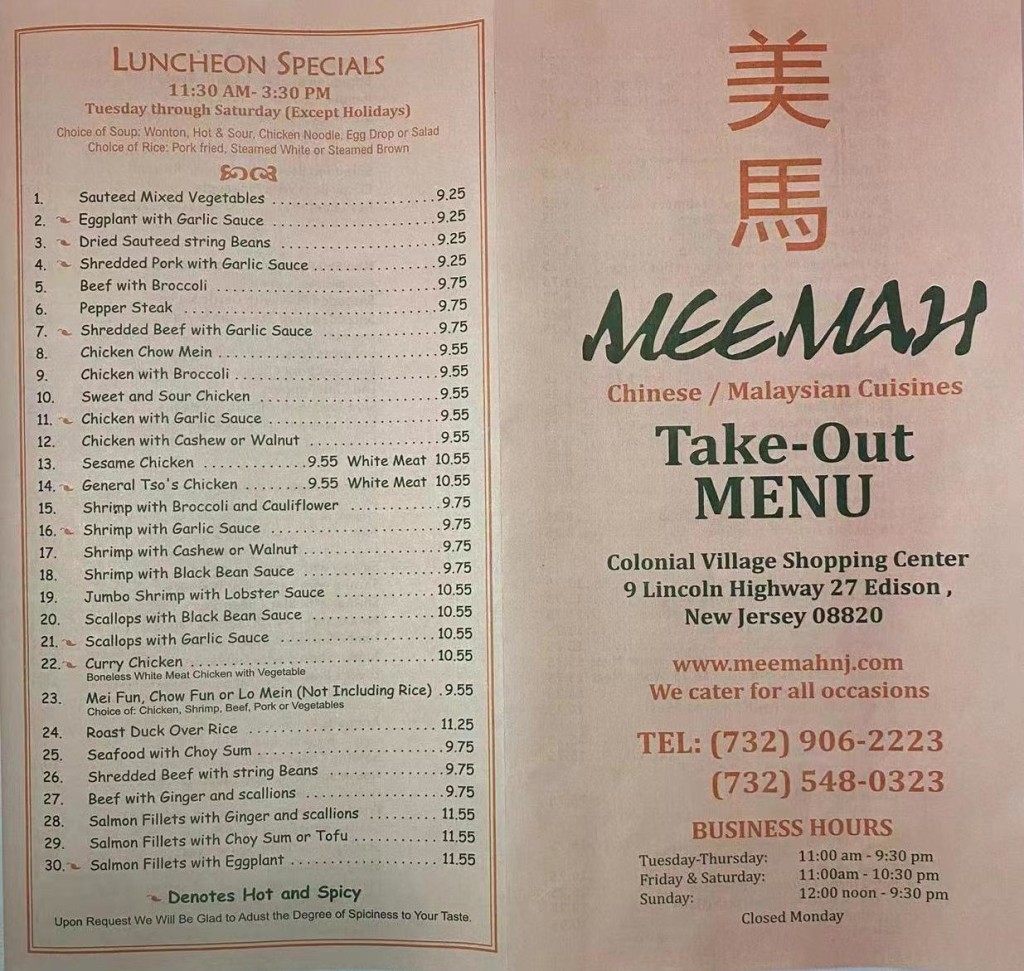 LUNCHEON SPECIALS
11:30 AM- 3:30 PM
Tuesday through Saturday (Except Holidays)
Choice of Soup: Wonton, Hot & Sour, Chicken Noodle, Egg Drop or Salad
Choice of Rice: Pork fried, Steamed White or Steamed Brown
1. Sauteed Mixed Vegetables . . . . . . . . . . . . . . . . . . . . . 9.25
2. Eggplant with Garlic Sauce . . . . . . . . . . . . . . . . . . . . . 9.25
3. Dried Sauteed string Beans . . . . . . . . . . . . . . . . . . . . 9.25
4. Shredded Pork with Garlic Sauce . . . . . . . . . . . . . . . . 9.25
5. Beef with Broccoli . . . . . . . . . . . . . . . . . . . . . . . . . . . . 9.75
6. Pepper Steak . . . . . . . . . . . . . . . . . . . . . . . . . . . . . . . . . 9.75
7. Shredded Beef with Garlic Sauce . . . . . . . . . . . . . . . . 9.75
8. Chicken Chow Mein . . . . . . . . . . . . . . . . . . . . . . . . . . . . 9.55
9. Chicken with Broccoli . . . . . . . . . . . . . . . . . . . . . . . . . . 9.55
10. Sweet and Sour Chicken . . . . . . . . . . . . . . . . . . . . . . . 9.55
11. Chicken with Garlic Sauce . . . . . . . . . . . . . . . . . . . . . . 9.55
12. Chicken with Cashew or Walnut . . . . . . . . . . . . . . . . . 9.55
13. Sesame Chicken . . . . . . . . . . . . . 9.55 White Meat 10.55
14. General Tso's Chicken . . . . . . . . 9.55 White Meat 10.55
15. Shrimp with Broccoli and Cauliflower . . . . . . . . . . . . 9.75
16. Shrimp with Garlic Sauce . . . . . . . . . . . . . . . . . . . . . . 9.75
17. Shrimp with Cashew or Walnut . . . . . . . . . . . . . . . . . . 9.75
18. Shrimp with Black Bean Sauce . . . . . . . . . . . . . . . . . . 9.75
19. Jumbo Shrimp with Lobster Sauce . . . . . . . . . . . . . 10.55
20. Scallops with Black Bean Sauce . . . . . . . . . . . . . . . . 10.55
21. Scallops with Garlic Sauce . . . . . . . . . . . . . . . . . . . . 10.55
22. Curry Chicken . . . . . . . . . . . . . . . . . . . . . . . . . . . . . . . . 10.55
Boneless White Meat Chicken with Vegetable
23. Mei Fun, Chow Fun or Lo Mein (Not Including Rice) . 9.55
Choice of: Chicken, Shrimp, Beef, Pork or Vegetables
24. Roast Duck Over Rice . . . . . . . . . . . . . . . . . . . . . . . . . 11.25
25. Seafood with Choy Sum . . . . . . . . . . . . . . . . . . . . . . . . 9.75
26. Shredded Beef with string Beans . . . . . . . . . . . . . . . 9.75
27. Beef with Ginger and scallions . . . . . . . . . . . . . . . . . . 9.75
28. Salmon Fillets with Ginger and scallions . . . . . . . . . 11.55
29. Salmon Fillets with Choy Sum or Tofu . . . . . . . . . . . 11.55
30. Salmon Fillets with Eggplant . . . . . . . . . . . . . . . . . . . 11.55
Denotes Hot and Spicy
Upon Request We Will Be Glad to Adust the Degree of Spiciness to Your Taste.
美
馬
MEEMAH
Chinese / Malaysian Cuisines
Take-Out
MENU
Colonial Village Shopping Center
9 Lincoln Highway 27 Edison ,
New Jersey 08820
www.meemahnj.com
We cater for all occasions
TEL: (732) 906-2223
(732) 548-0323
BUSINESS HOURS
Tuesday-Thursday: 11:00 am - 9:30 pm
Friday & Saturday: 11:00am - 10:30 pm
Sunday: 12:00 noon - 9:30 pm
Closed Monday